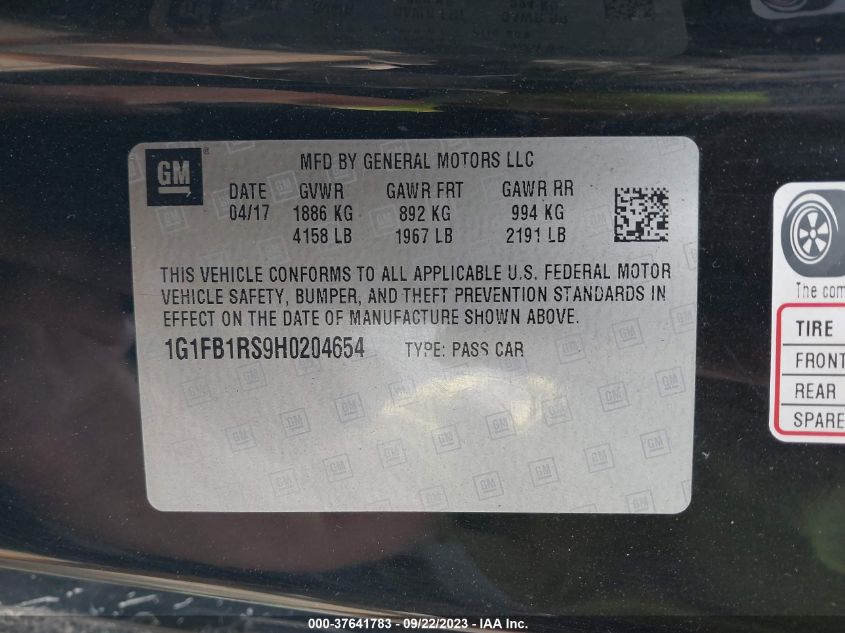 GM ®
MFD BY GENERAL MOTORS LLC
DATE GVWR GAWR FRT GAWR RR
04/17 1886 KG 892 KG 994 KG
4158 LB 1967 LB 2191 LB
THIS VEHICLE CONFORMS TO ALL APPLICABLE U.S. FEDERAL MOTOR
VEHICLE SAFETY, BUMPER, AND THEFT PREVENTION STANDARDS IN
EFFECT ON THE DATE OF MANUFACTURE SHOWN ABOVE.
1G1FB1RS9H0204654 TYPE: PASS CAR
The com
TIRE
FRONT
REAR
SPARE
000-37641783 - 09/22/2023 - IAA Inc.